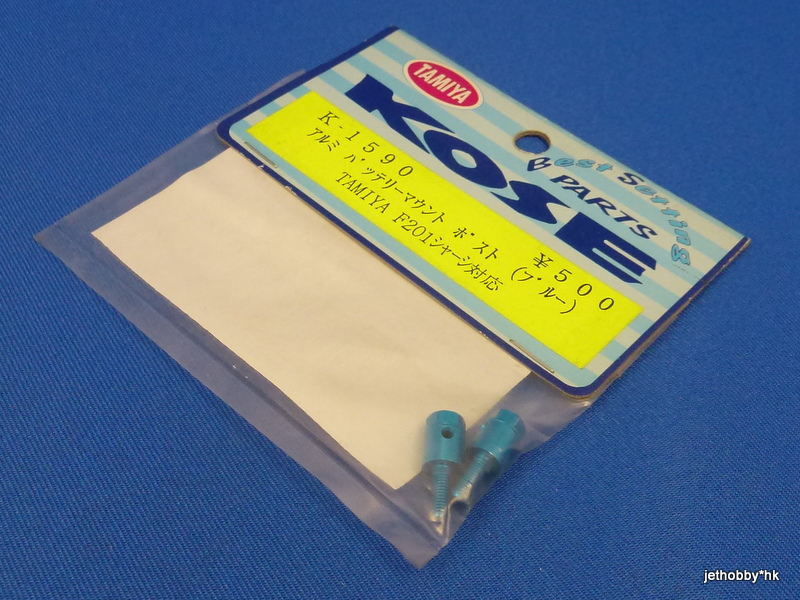 TAMIYA
KOSE
Best Setting
PARTS
K-1590 ¥500
アルミ バッテリーマウント ポスト (ブルー)
TAMIYA F201シャーシ対応
jethobby*hk